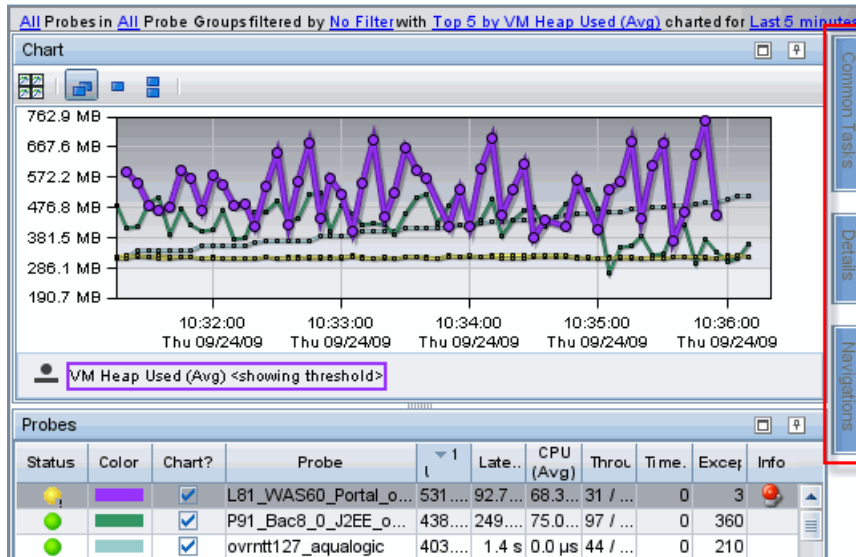 All Probes in All Probe Groups filtered by No Filter with Top 5 by VM Heap Used (Avg) charted for Last 5 minutes
Chart
762.9 MB
667.6 MB
572.2 MB
476.8 MB
381.5 MB
286.1 MB
190.7 MB
10:32:00 10:33:00 10:34:00 10:35:00 10:36:00
Thu 09/24/09 Thu 09/24/09 Thu 09/24/09 Thu 09/24/09 Thu 09/24/09
VM Heap Used (Avg) <showing threshold>
Common Tasks
Details
Navigations
Probes
Status Color Chart? Probe 1 l Late.. CPU (Avg) Throu Time. Excep Info
L81_WAS60_Portal_o... 531.... 92.7... 68.3... 31 / ... 0 3
P91_Bac8_0_J2EE_o... 438.... 249.... 75.0... 97 / ... 0 360
ovrntt127_aqualogic 403.... 1.4 s 0.0 µs 44 / ... 0 210